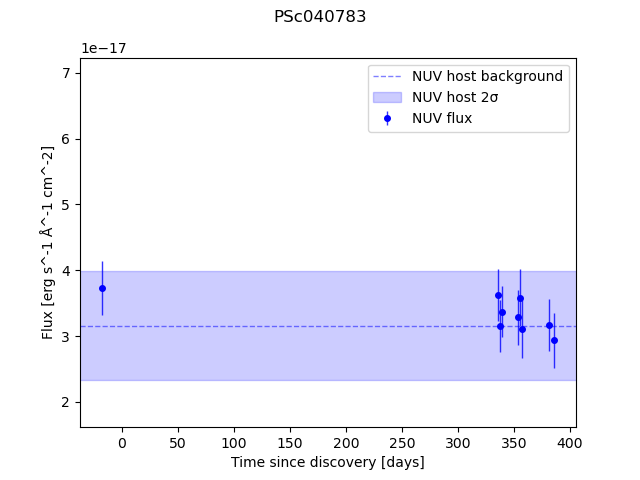 PSc040783
1e−17
7
6
5
4
3
2
Flux [erg s^-1 Å^-1 cm^-2]
NUV host background
NUV host 2σ
NUV flux
0 50 100 150 200 250 300 350 400
Time since discovery [days]